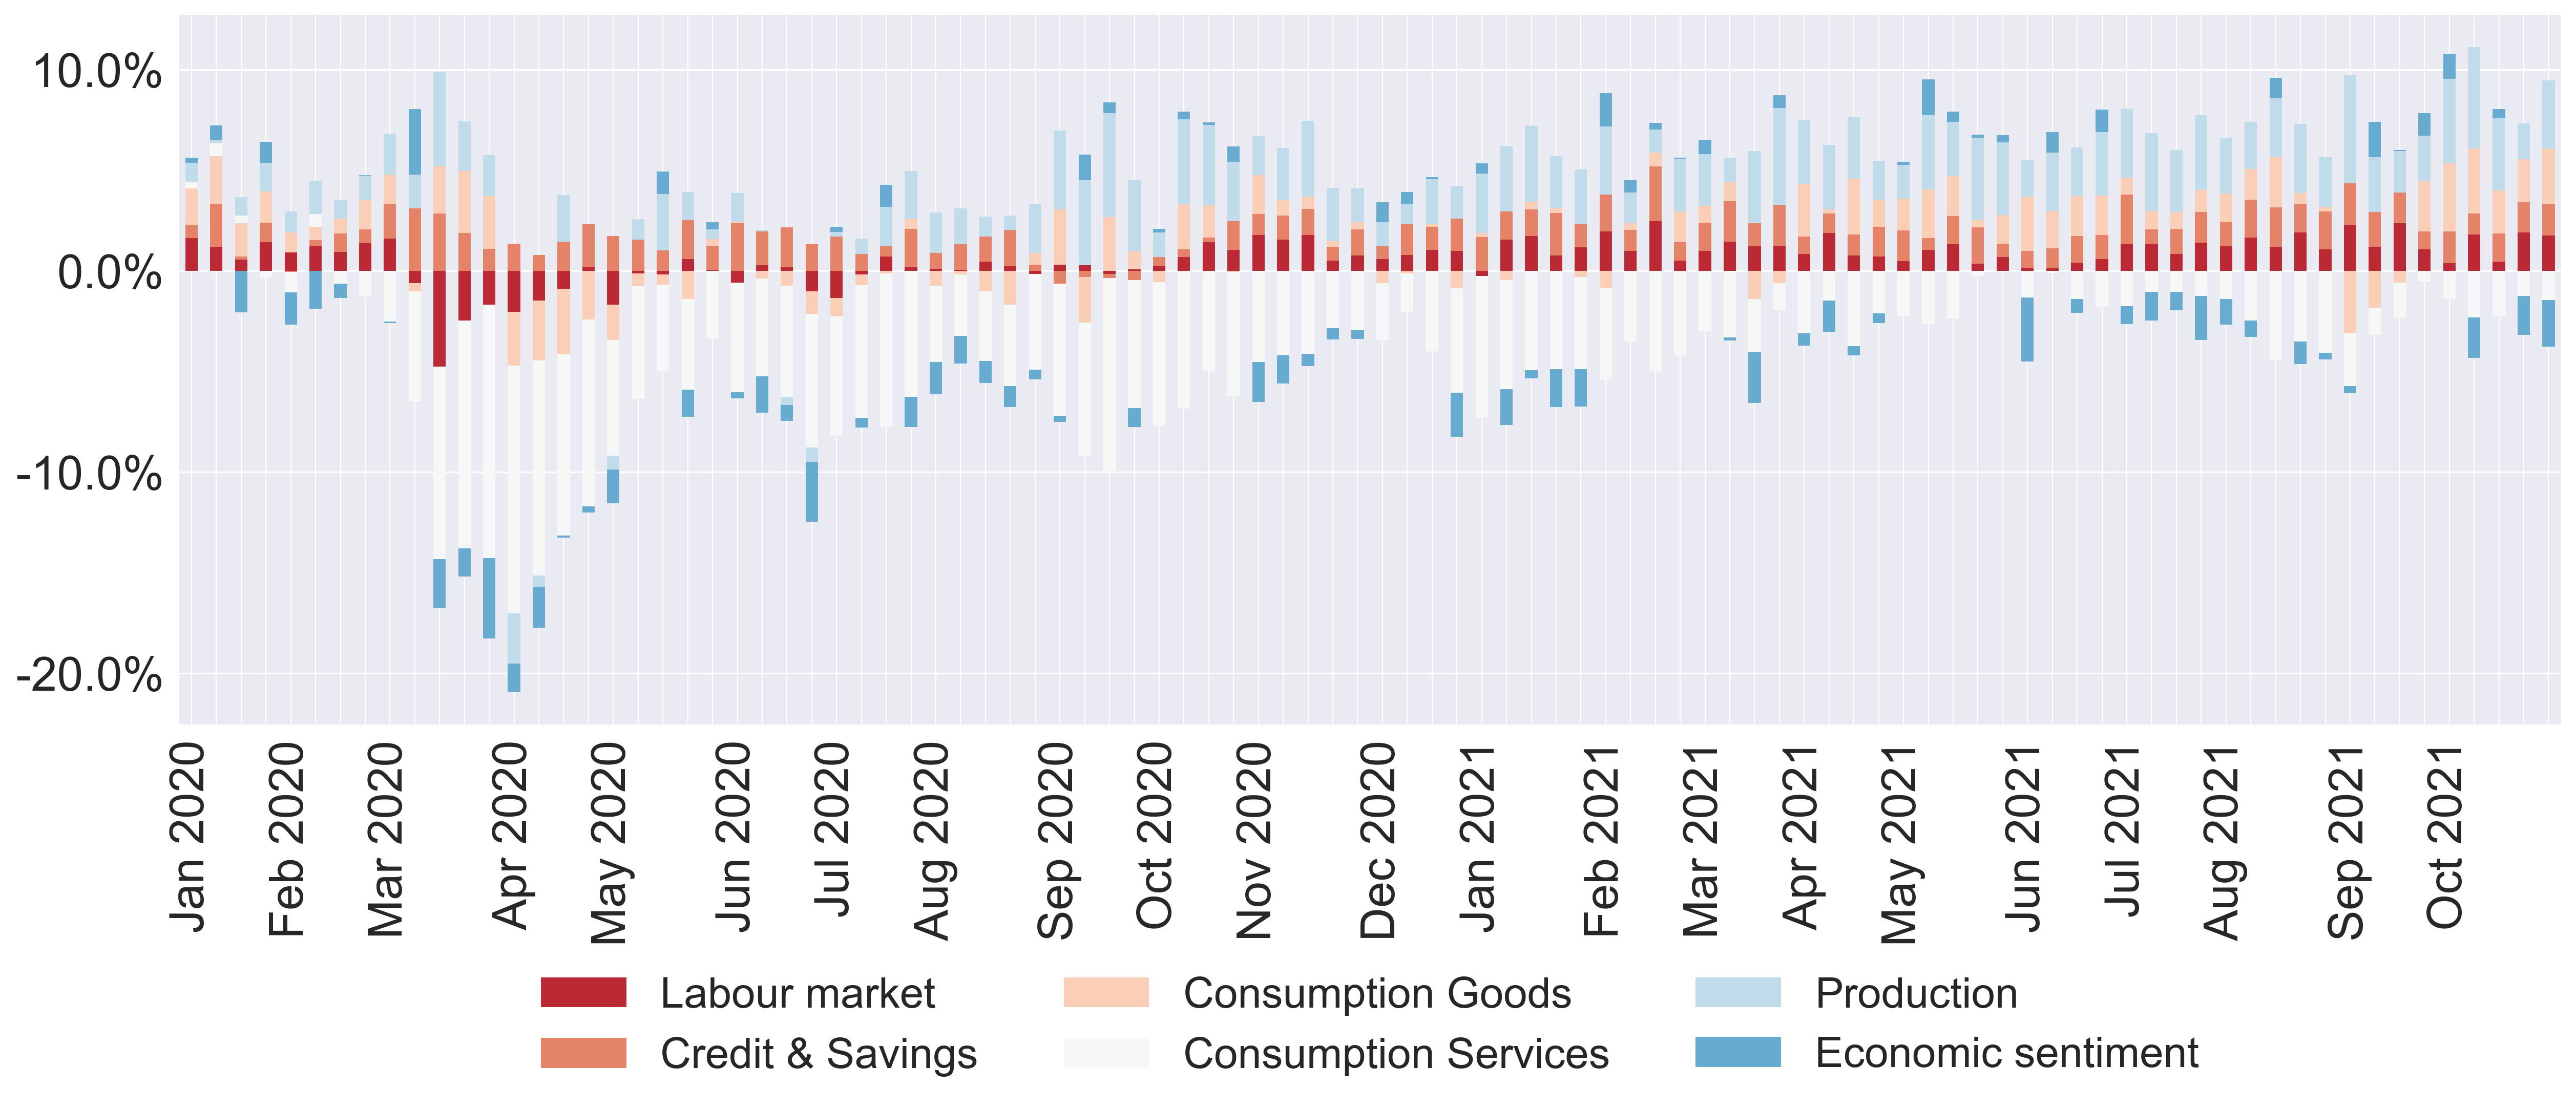 10.0%
0.0%
-10.0%
-20.0%
Jan 2020
Feb 2020
Mar 2020
Apr 2020
May 2020
Jun 2020
Jul 2020
Aug 2020
Sep 2020
Oct 2020
Nov 2020
Dec 2020
Jan 2021
Feb 2021
Mar 2021
Apr 2021
May 2021
Jun 2021
Jul 2021
Aug 2021
Sep 2021
Oct 2021
Labour market
Consumption Goods
Production
Credit & Savings
Consumption Services
Economic sentiment